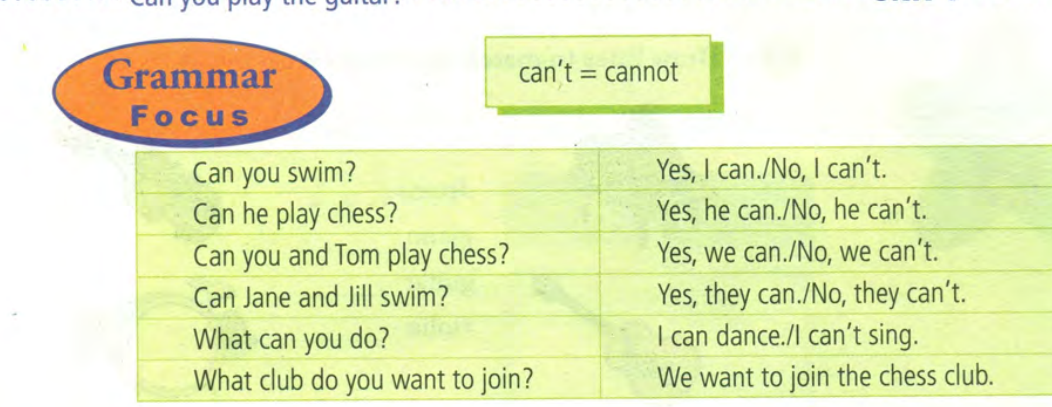 Can you play the guitar?
Grammar
Focus
can't = cannot
Can you swim? Yes, I can./No, I can't.
Can he play chess? Yes, he can./No, he can't.
Can you and Tom play chess? Yes, we can./No, we can't.
Can Jane and Jill swim? Yes, they can./No, they can't.
What can you do? I can dance./I can't sing.
What club do you want to join? We want to join the chess club.